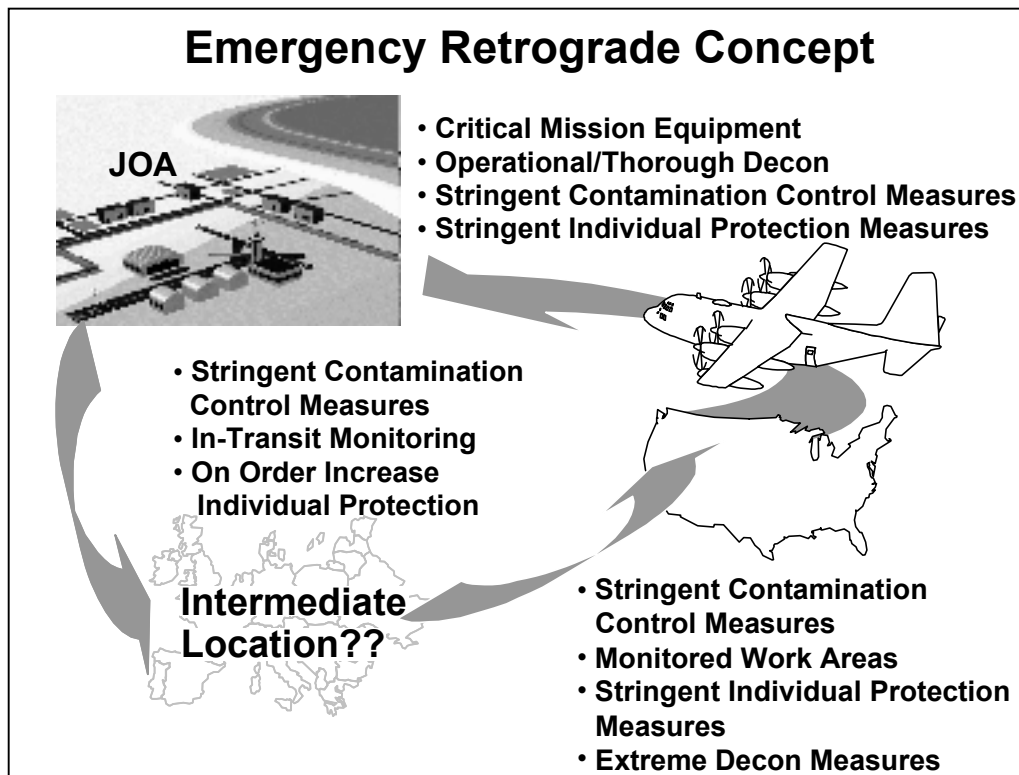 Emergency Retrograde Concept
JOA
• Critical Mission Equipment
• Operational/Thorough Decon
• Stringent Contamination Control Measures
• Stringent Individual Protection Measures
• Stringent Contamination
Control Measures
• In-Transit Monitoring
• On Order Increase
Individual Protection
Intermediate
Location??
• Stringent Contamination
Control Measures
• Monitored Work Areas
• Stringent Individual Protection
Measures
• Extreme Decon Measures